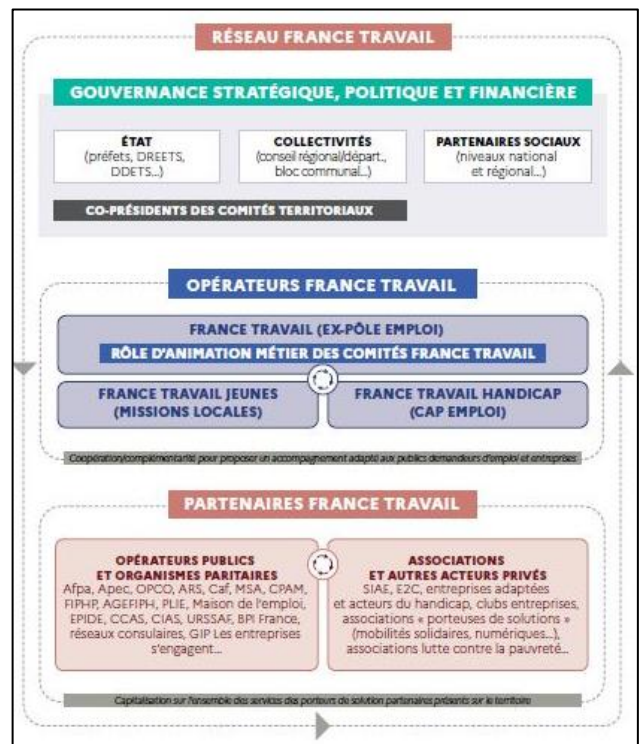 RÉSEAU FRANCE TRAVAIL
GOUVERNANCE STRATÉGIQUE, POLITIQUE ET FINANCIÈRE
ÉTAT
(préfets, DREETS,
DDETS...)
COLLECTIVITÉS
(conseil régional/départ.,
bloc communal...)
PARTENAIRES SOCIAUX
(niveaux national
et régional...)
CO-PRÉSIDENTS DES COMITÉS TERRITORIAUX
OPÉRATEURS FRANCE TRAVAIL
FRANCE TRAVAIL (EX-PÔLE EMPLOI)
RÔLE D'ANIMATION MÉTIER DES COMITÉS FRANCE TRAVAIL
FRANCE TRAVAIL JEUNES
(MISSIONS LOCALES)
FRANCE TRAVAIL HANDICAP
(CAP EMPLOI)
Coopération/complémentarité pour proposer un accompagnement adapté aux publics demandeurs d'emploi et entreprises
PARTENAIRES FRANCE TRAVAIL
OPÉRATEURS PUBLICS
ET ORGANISMES PARITAIRES
Afpa, Apec, OPCO, ARS, Caf, MSA, CPAM,
FIPHP, AGEFIPH, PLIE, Maison de l'emploi,
EPIDE, CCAS, CIAS, URSSAF, BPI France,
réseaux consulaires, GIP Les entreprises
s'engagent...
ASSOCIATIONS
ET AUTRES ACTEURS PRIVÉS
SIAE, E2C, entreprises adaptées
et acteurs du handicap, clubs entreprises,
associations « porteuses de solutions »
(mobilités solidaires, numériques...),
associations lutte contre la pauvreté...
Capitalisation sur l'ensemble des services des porteurs de solution partenaires présents sur le territoire